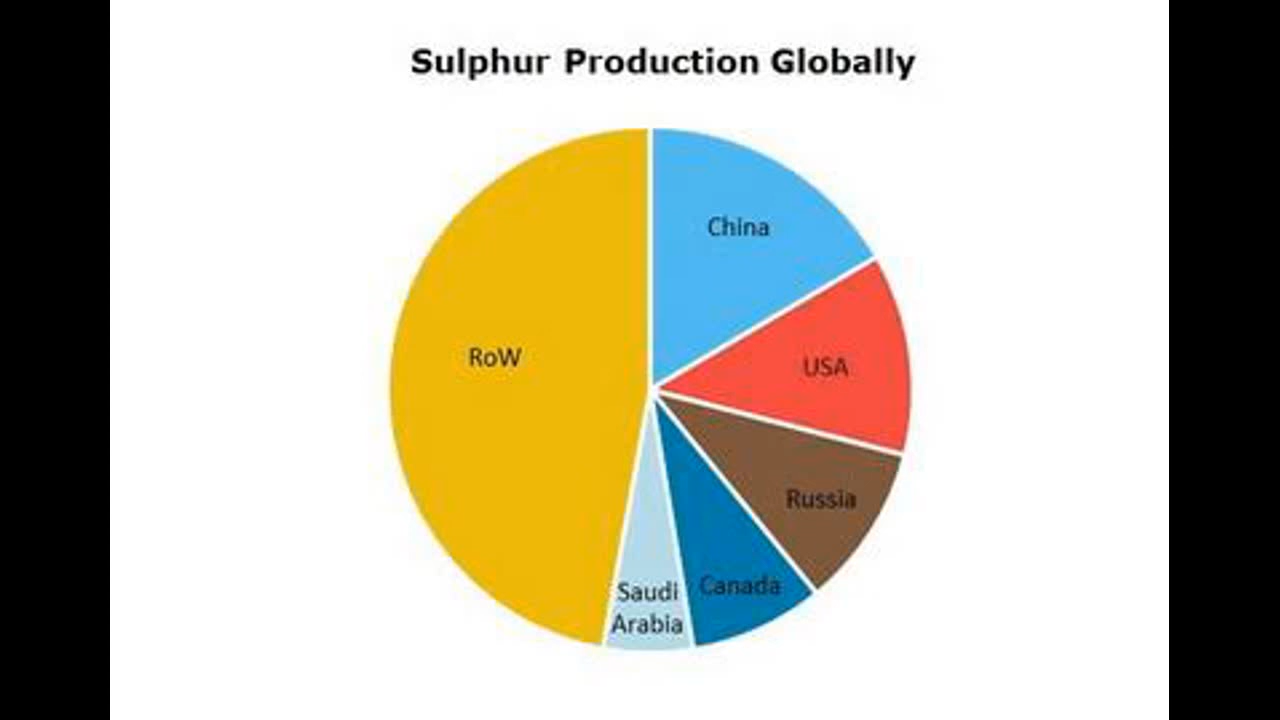 Sulphur Production Globally
China
USA
RoW
Russia
Canada
Saudi
Arabia